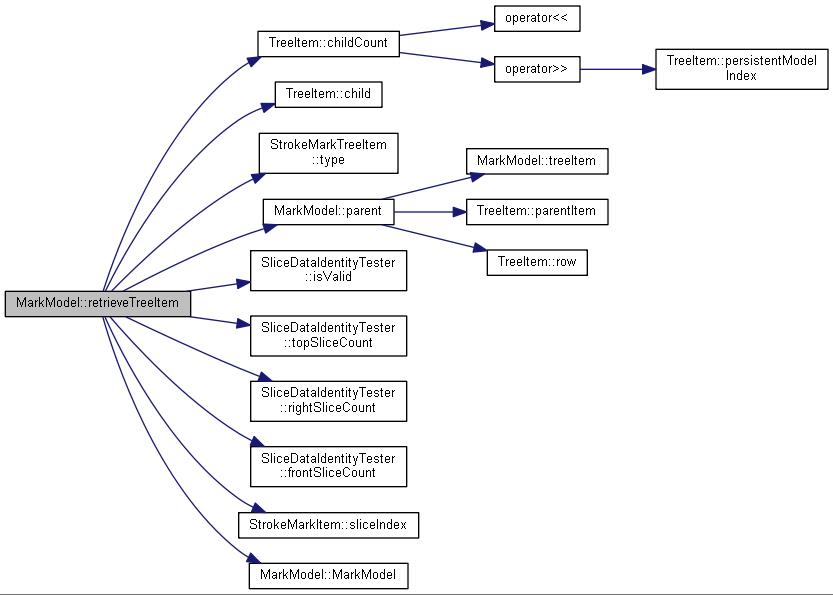 MarkModel::retrieveTreeItem
TreeItem::childCount
operator<<
operator>>
TreeItem::persistentModel
Index
TreeItem::child
StrokeMarkTreeItem
::type
MarkModel::parent
MarkModel::treeItem
TreeItem::parentItem
TreeItem::row
SliceDataIdentityTester
::isValid
SliceDataIdentityTester
::topSliceCount
SliceDataIdentityTester
::rightSliceCount
SliceDataIdentityTester
::frontSliceCount
StrokeMarkItem::sliceIndex
MarkModel::MarkModel